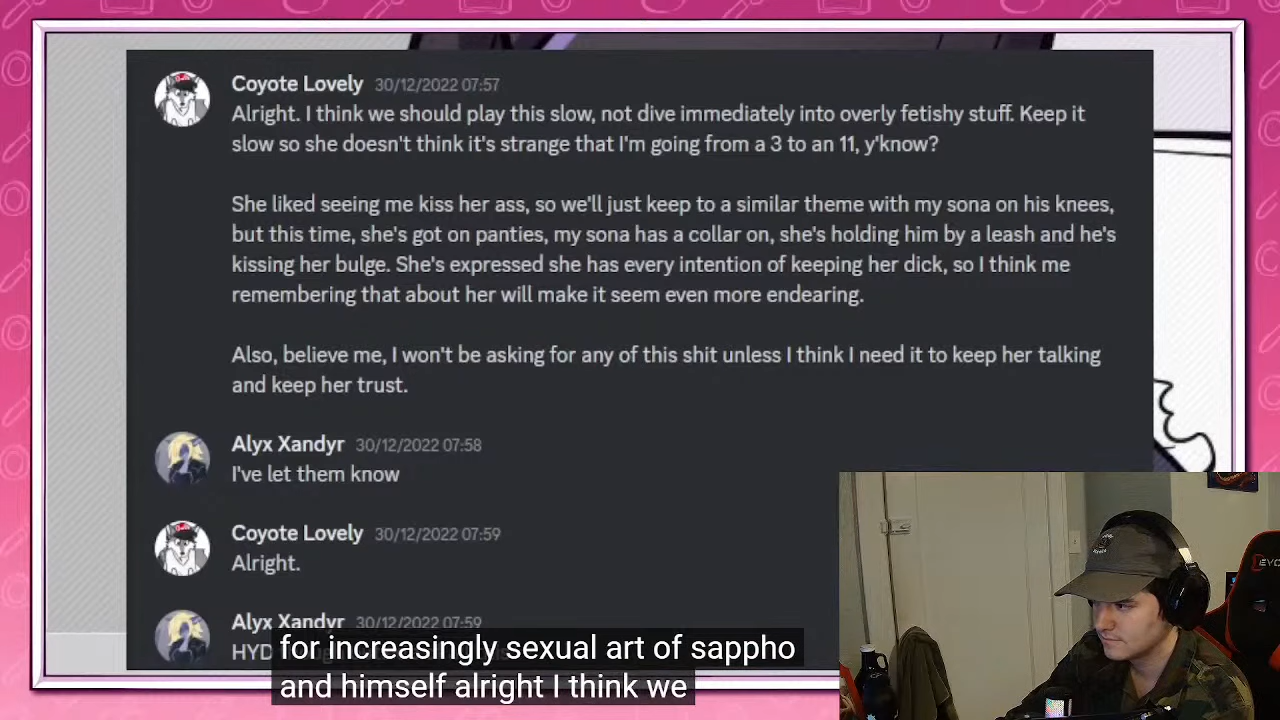 Coyote Lovely 30/12/2022 07:57
Alright. I think we should play this slow, not dive immediately into overly fetishy stuff. Keep it
slow so she doesn't think it's strange that I'm going from a 3 to an 11, y'know?
She liked seeing me kiss her ass, so we'll just keep to a similar theme with my sona on his knees,
but this time, she's got on panties, my sona has a collar on, she's holding him by a leash and he's
kissing her bulge. She's expressed she has every intention of keeping her dick, so I think me
remembering that about her will make it seem even more endearing.
Also, believe me, I won't be asking for any of this shit unless I think I need it to keep her talking
and keep her trust.
Alyx Xandyr 30/12/2022 07:58
I've let them know
Coyote Lovely 30/12/2022 07:59
Alright.
Alyx Xandyr 30/12/2022 07:59
HYD
for increasingly sexual art of sappho
and himself alright I think we